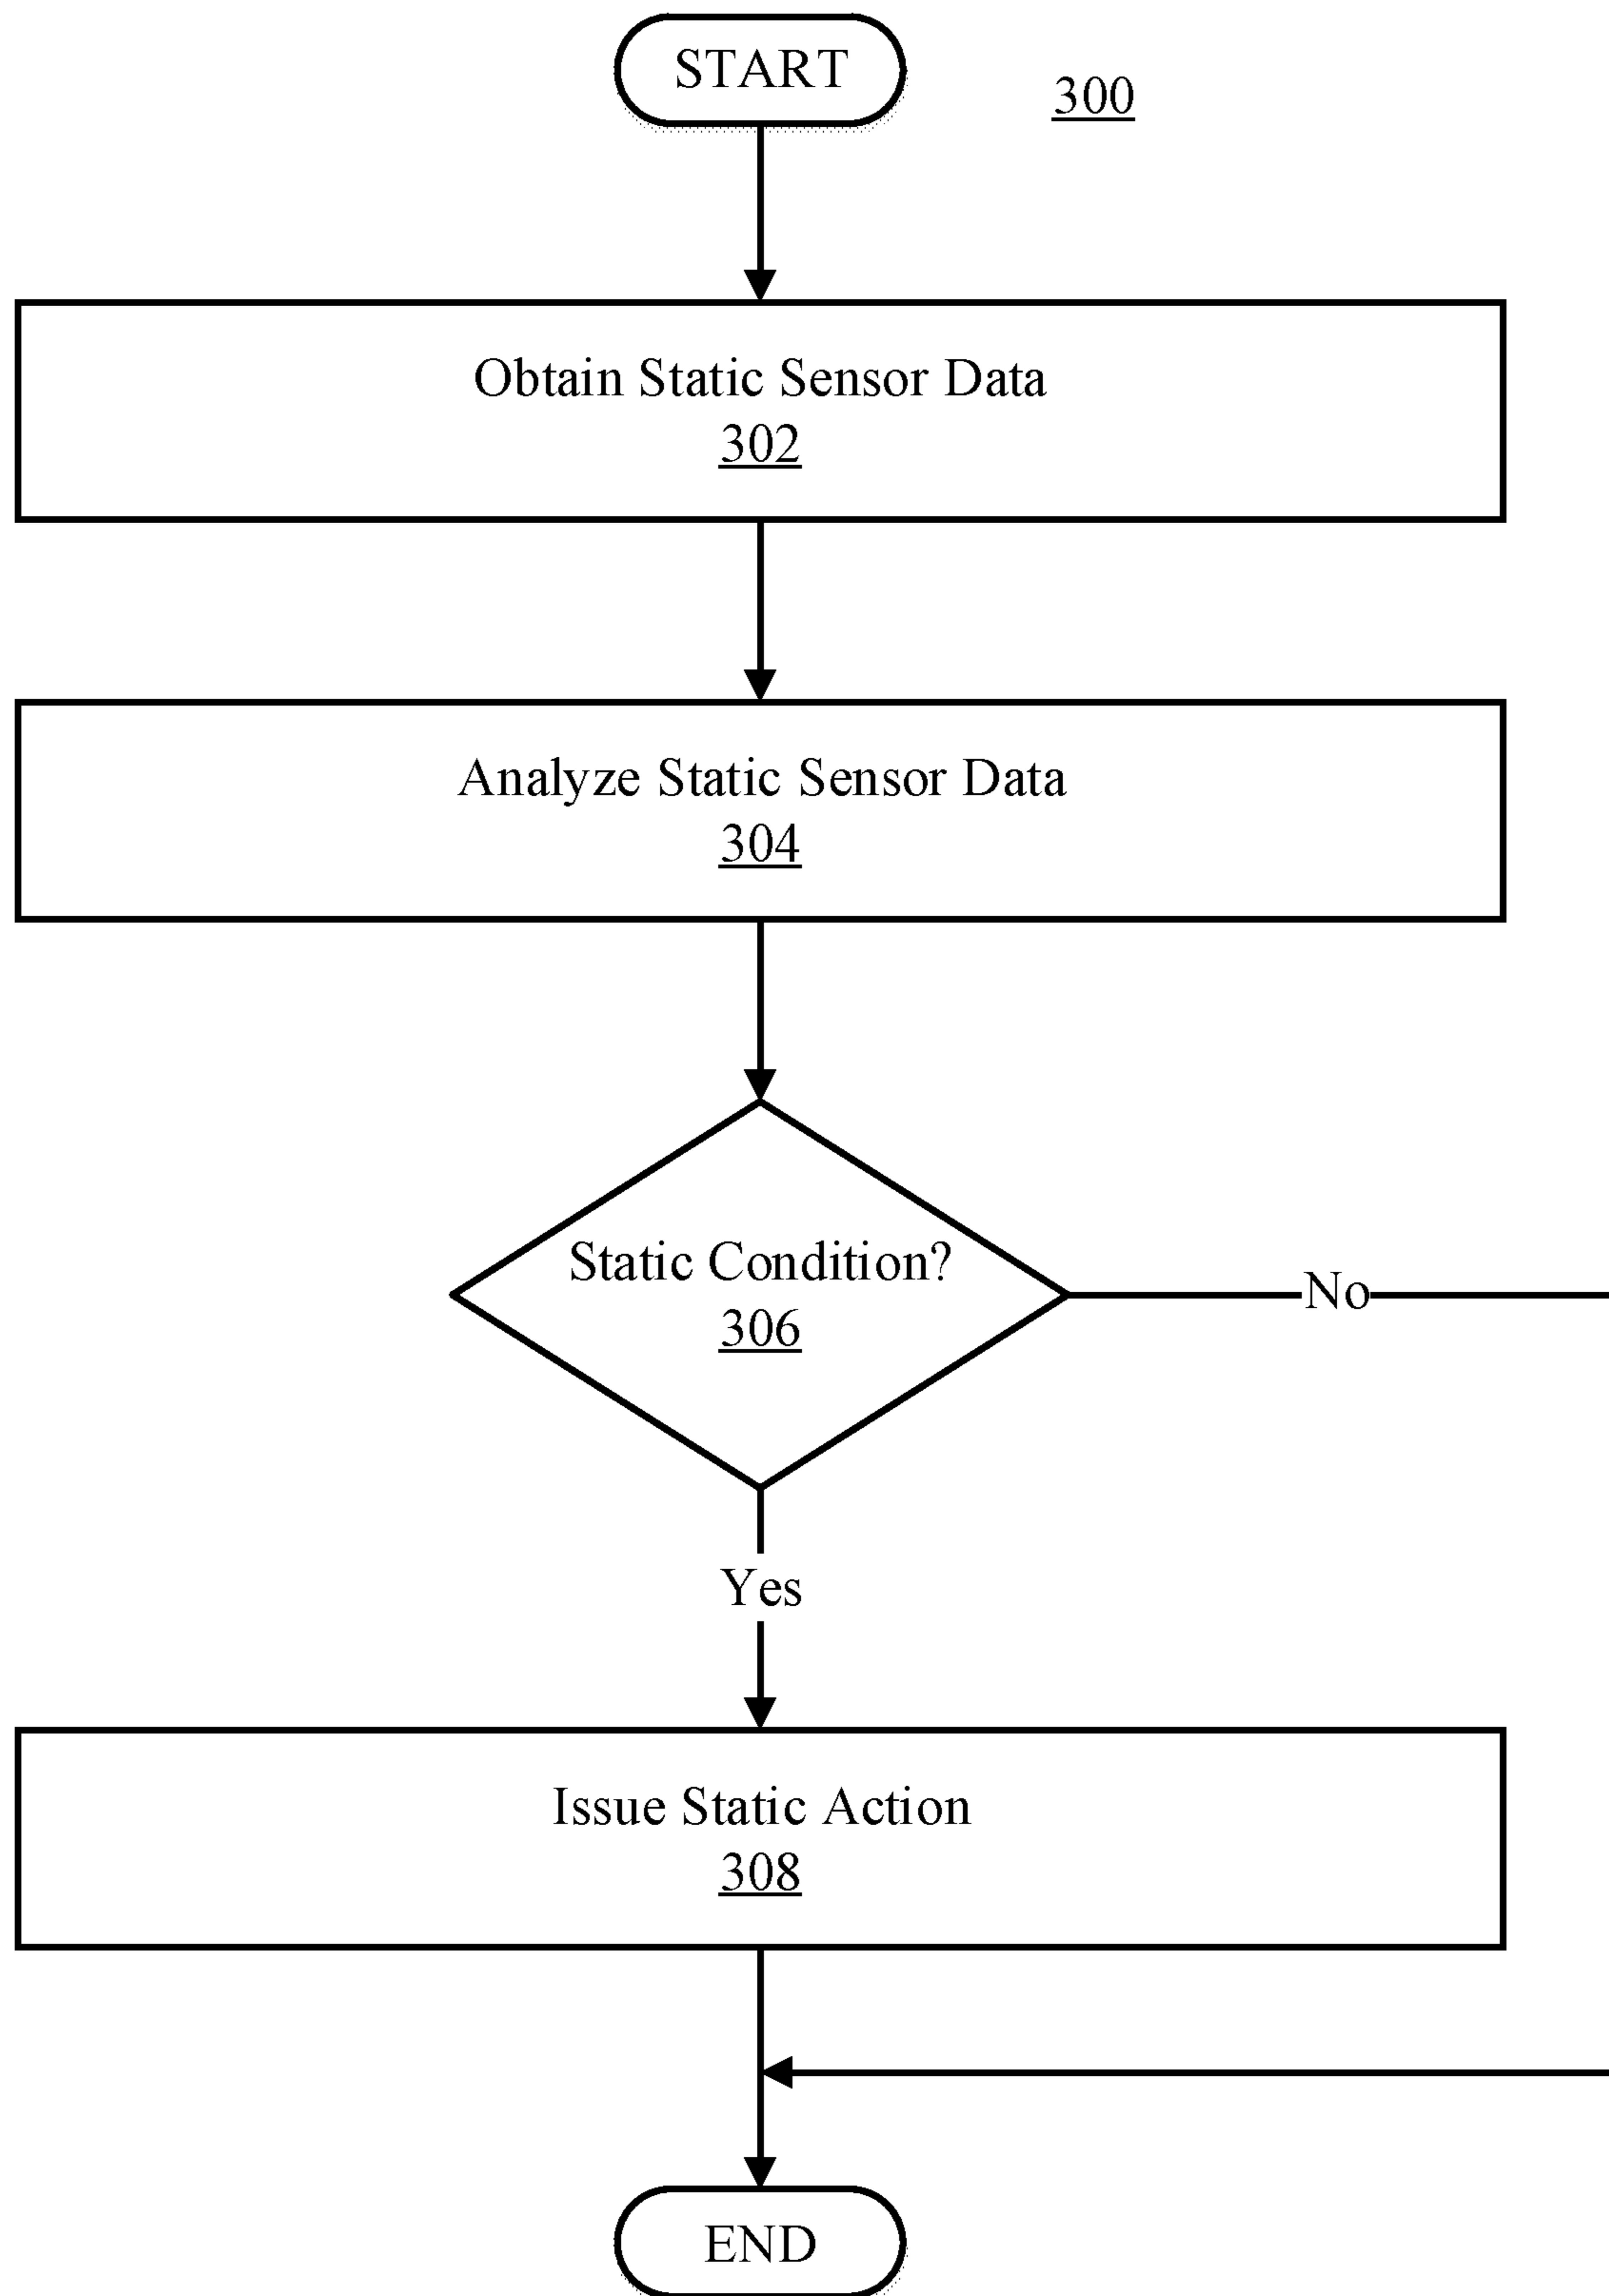 START
300
Obtain Static Sensor Data
302
Analyze Static Sensor Data
304
Static Condition?
306
No
Yes
Issue Static Action
308
END